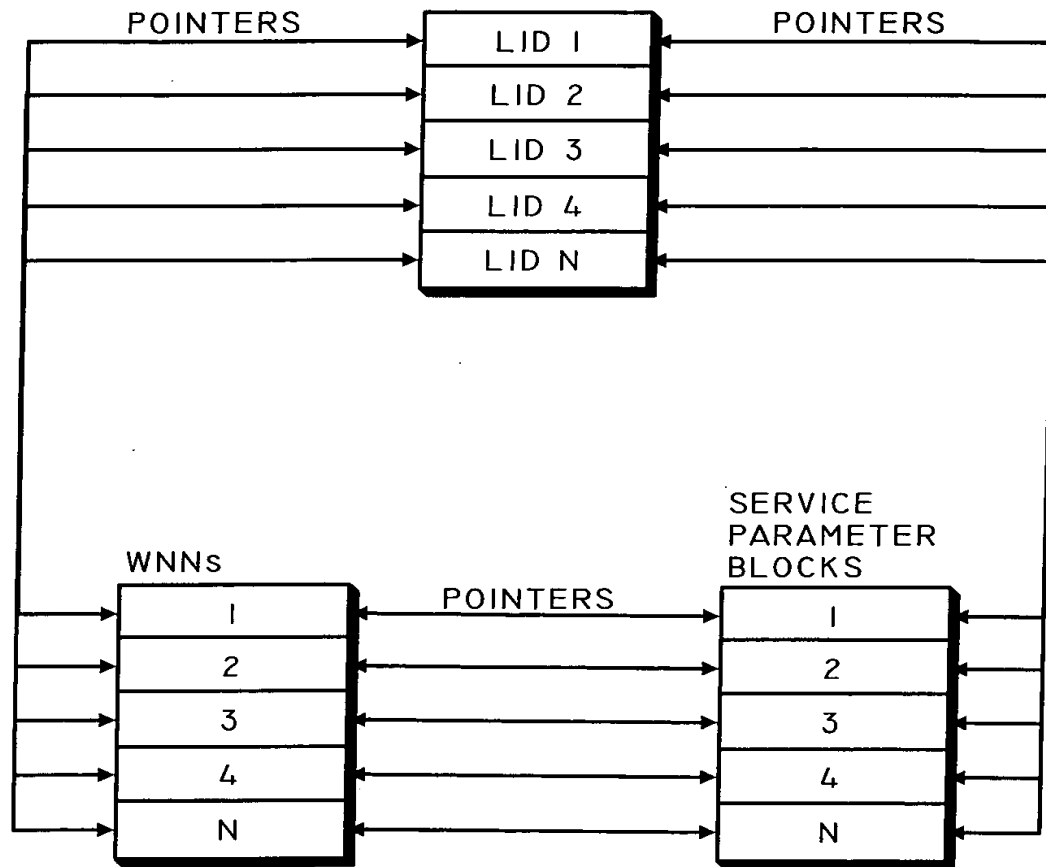 POINTERS
POINTERS
LID 1
LID 2
LID 3
LID 4
LID N
SERVICE
PARAMETER
BLOCKS
WNNs
POINTERS
1
2
3
4
N
1
2
3
4
N